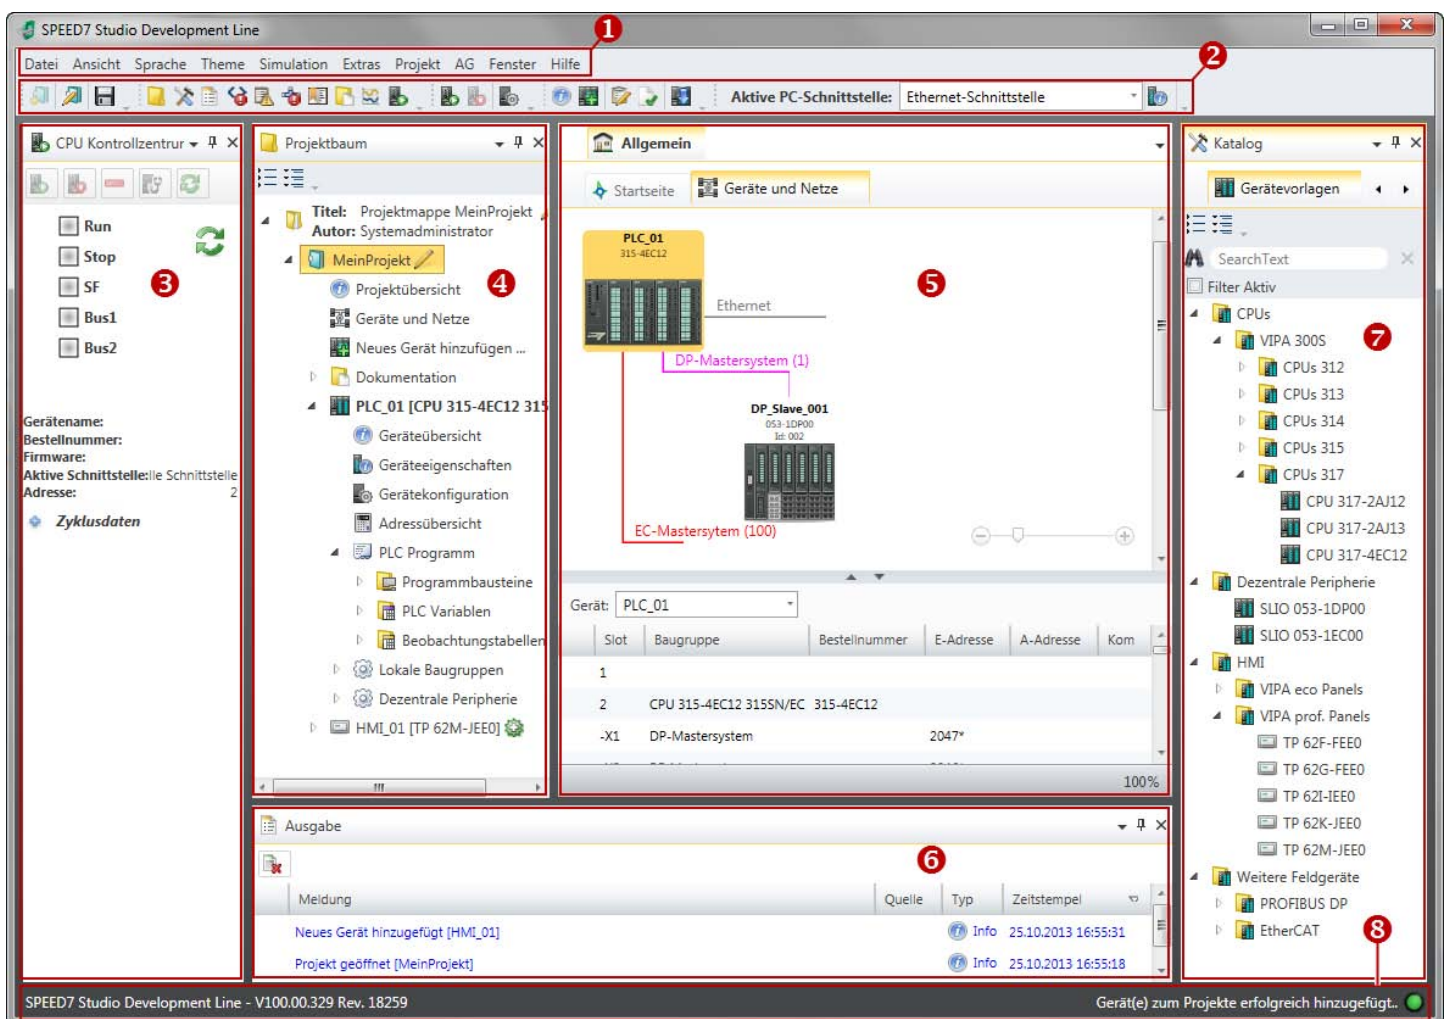 SPEED7 Studio Development Line
1
Datei Ansicht Sprache Theme Simulation Extras Projekt AG Fenster Hilfe
2
Aktive PC-Schnittstelle: Ethernet-Schnittstelle
CPU Kontrollzentrur
Run
Stop
SF
3
Bus1
Bus2
Gerätename:
Bestellnummer:
Firmware:
Aktive Schnittstelle:lle Schnittstelle
Adresse: 2
Zyklusdaten
Projektbaum
Titel: Projektmappe MeinProjekt
Autor: Systemadministrator
MeinProjekt
4
Projektübersicht
Geräte und Netze
Neues Gerät hinzufügen ...
Dokumentation
PLC_01 [CPU 315-4EC12 315
Geräteübersicht
Geräteeigenschaften
Gerätekonfiguration
Adressübersicht
PLC Programm
Programmbausteine
PLC Variablen
Beobachtungstabellen
Lokale Baugruppen
Dezentrale Peripherie
HMI_01 [TP 62M-JEE0]
Allgemein
Startseite Geräte und Netze
PLC_01
315-4EC12
5
Ethernet
DP-Mastersystem (1)
DP_Slave_001
053-1DP00
Id: 002
EC-Mastersytem (100)
Gerät: PLC_01
Slot Baugruppe Bestellnummer E-Adresse A-Adresse Kom
1
2 CPU 315-4EC12 315SN/EC 315-4EC12
-X1 DP-Mastersystem 2047*
100%
Ausgabe
6
Meldung Quelle Typ Zeitstempel
Neues Gerät hinzugefügt [HMI_01] Info 25.10.2013 16:55:31
Projekt geöffnet [MeinProjekt] Info 25.10.2013 16:55:18
Katalog
Gerätevorlagen
SearchText
Filter Aktiv
CPUs
7
VIPA 300S
CPUs 312
CPUs 313
CPUs 314
CPUs 315
CPUs 317
CPU 317-2AJ12
CPU 317-2AJ13
CPU 317-4EC12
Dezentrale Peripherie
SLIO 053-1DP00
SLIO 053-1EC00
HMI
VIPA eco Panels
VIPA prof. Panels
TP 62F-FEE0
TP 62G-FEE0
TP 62I-IEE0
TP 62K-JEE0
TP 62M-JEE0
Weitere Feldgeräte
PROFIBUS DP
EtherCAT
8
SPEED7 Studio Development Line - V100.00.329 Rev. 18259
Gerät(e) zum Projekte erfolgreich hinzugefügt..